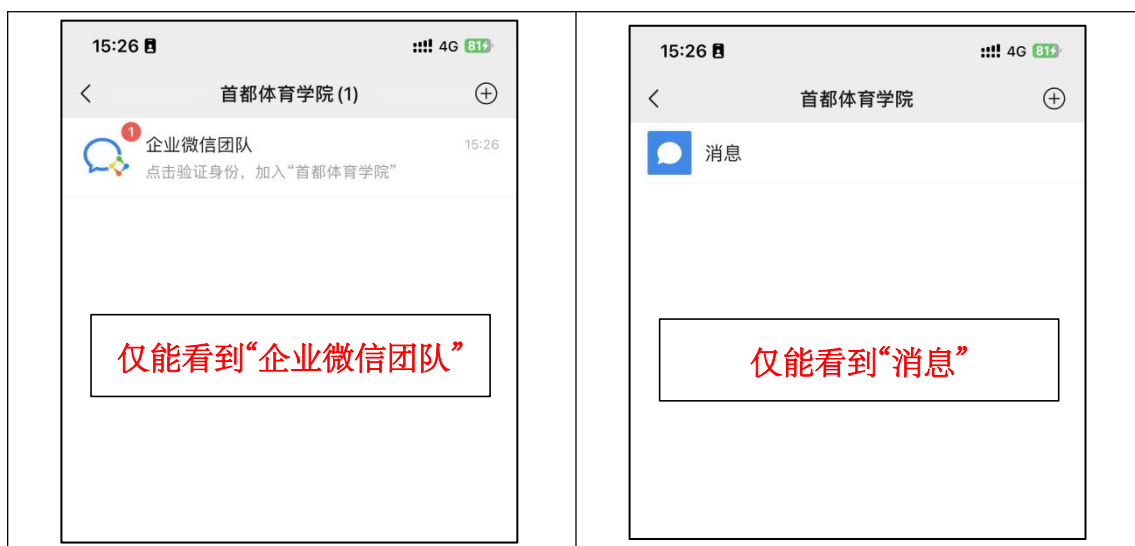 15:26
4G 81
首都体育学院(1)
1
企业微信团队
15:26
点击验证身份，加入“首都体育学院”
仅能看到“企业微信团队”
15:26
4G 81
首都体育学院
消息
仅能看到“消息”